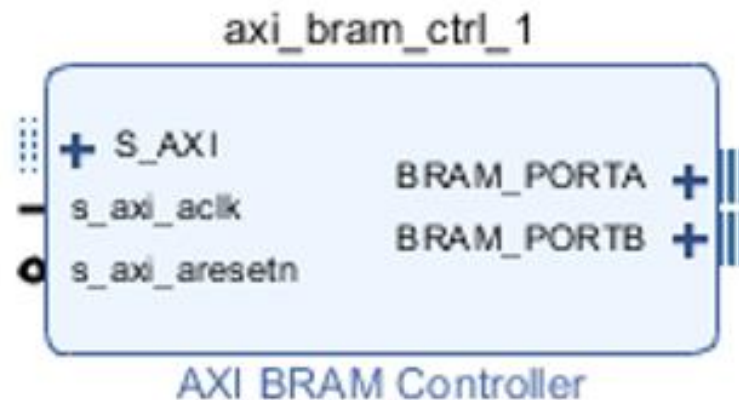 axi_bram_ctrl_1
S_AXI
s_axi_aclk
s_axi_aresetn
BRAM_PORTA
BRAM_PORTB
AXI BRAM Controller